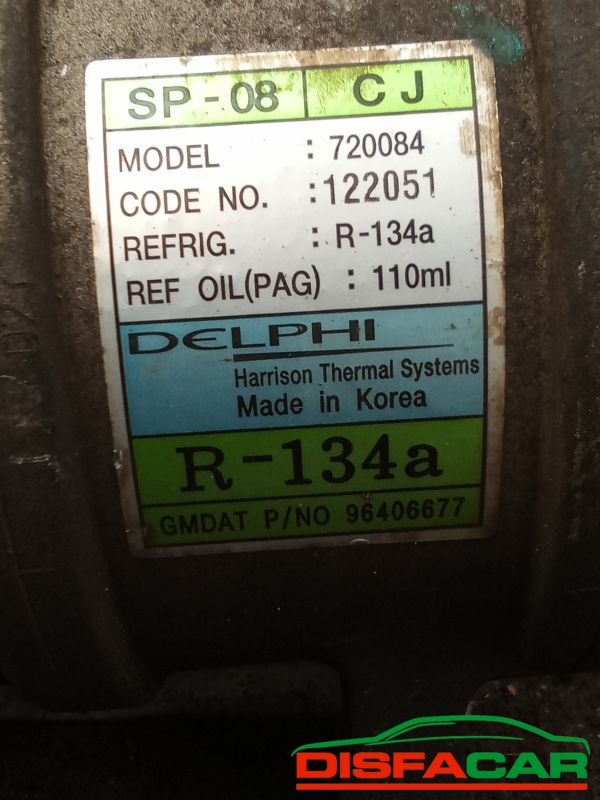 SP-08 CJ
MODEL : 720084
CODE NO. :122051
REFRIG. : R-134a
REF OIL(PAG) : 110ml
DELPHI
Harrison Thermal Systems
Made in Korea
R-134a
GMDAT P/NO 96406677
DISFACAR